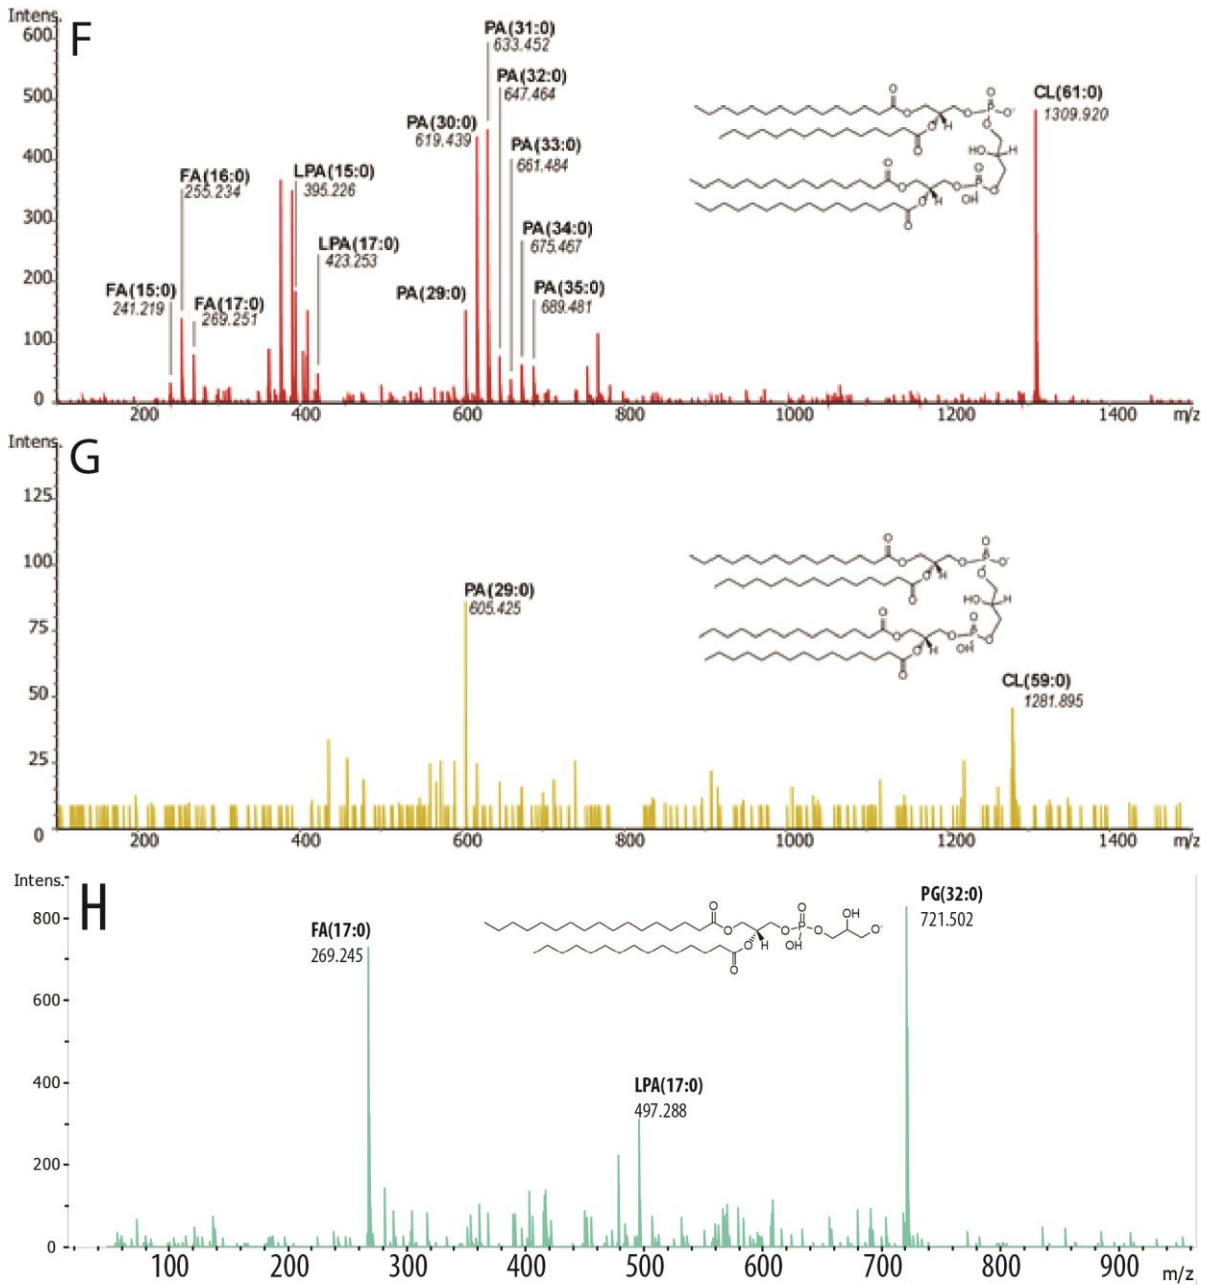 Intens.
F
600
500
400
300
200
100
0
PA(31:0)
633.452
PA(32:0)
647.464
PA(30:0)
619.439
PA(33:0)
661.484
FA(16:0)
255.234
LPA(15:0)
395.226
PA(34:0)
675.467
LPA(17:0)
423.253
FA(15:0)
241.219
FA(17:0)
269.251
PA(29:0)
PA(35:0)
689.481
CL(61:0)
1309.920
O
O
O
P
O-
H
O
O
O
HO
H
O
O
O
O
P
O
OH
O
H
O
200 400 600 800 1000 1200 1400 m/z
Intens.
G
125
100
75
50
25
0
PA(29:0)
605.425
CL(59:0)
1281.895
O
O
O
P
O-
H
O
O
O
HO
H
O
O
O
O
P
O
OH
O
H
O
200 400 600 800 1000 1200 1400 m/z
Intens.
H
800
600
400
200
0
FA(17:0)
269.245
LPA(17:0)
497.288
PG(32:0)
721.502
O
O
OH
O
O
P
O
O-
O
H
OH
O
100 200 300 400 500 600 700 800 900 m/z